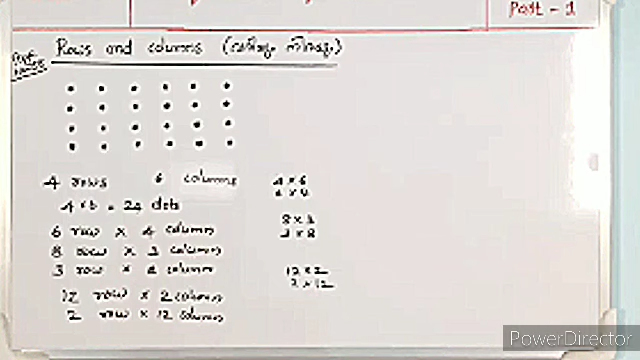 Part - 1
Rows and columns (വരിയും നിരയും)
4 rows 6 columns 4 x 6
6 x 4
4 x 6 = 24 dots
6 row x 4 columns 8 x 3
3 x 8
8 row x 3 columns
3 row x 8 columns 12 x 2
2 x 12
12 row x 2 columns
2 row x 12 columns
PowerDirector